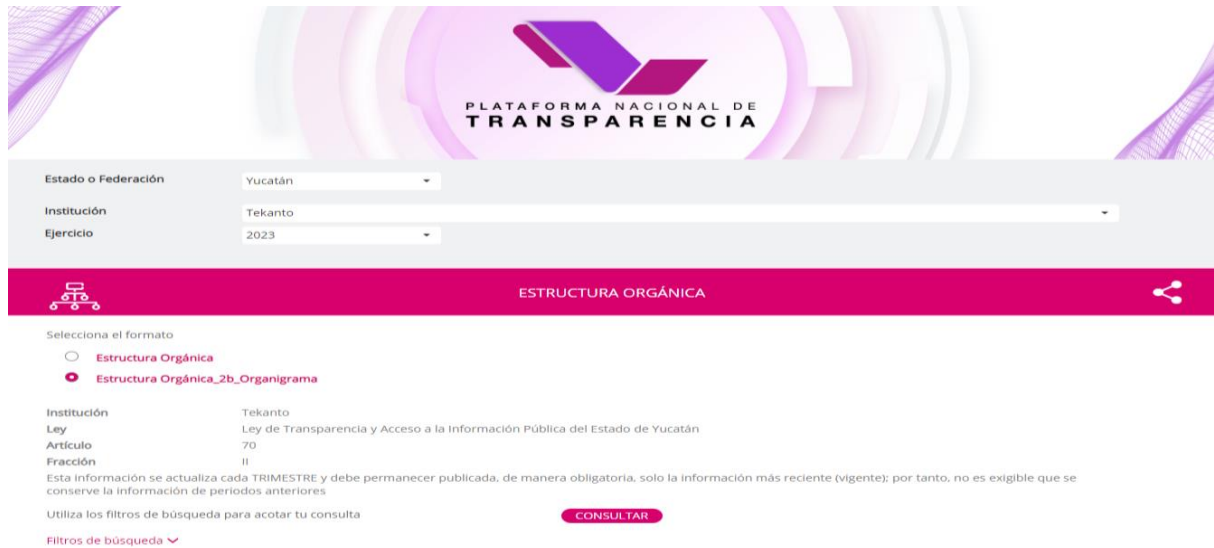 PLATAFORMA NACIONAL DE
TRANSPARENCIA
Estado o Federación Yucatán
Institución Tekanto
Ejercicio 2023
ESTRUCTURA ORGÁNICA
Selecciona el formato
Estructura Orgánica
Estructura Orgánica_2b_Organigrama
Institución Tekanto
Ley Ley de Transparencia y Acceso a la Información Pública del Estado de Yucatán
Artículo 70
Fracción II
Esta información se actualiza cada TRIMESTRE y debe permanecer publicada, de manera obligatoria, solo la información más reciente (vigente); por tanto, no es exigible que se
conserve la información de periodos anteriores
Utiliza los filtros de búsqueda para acotar tu consulta CONSULTAR
Filtros de búsqueda